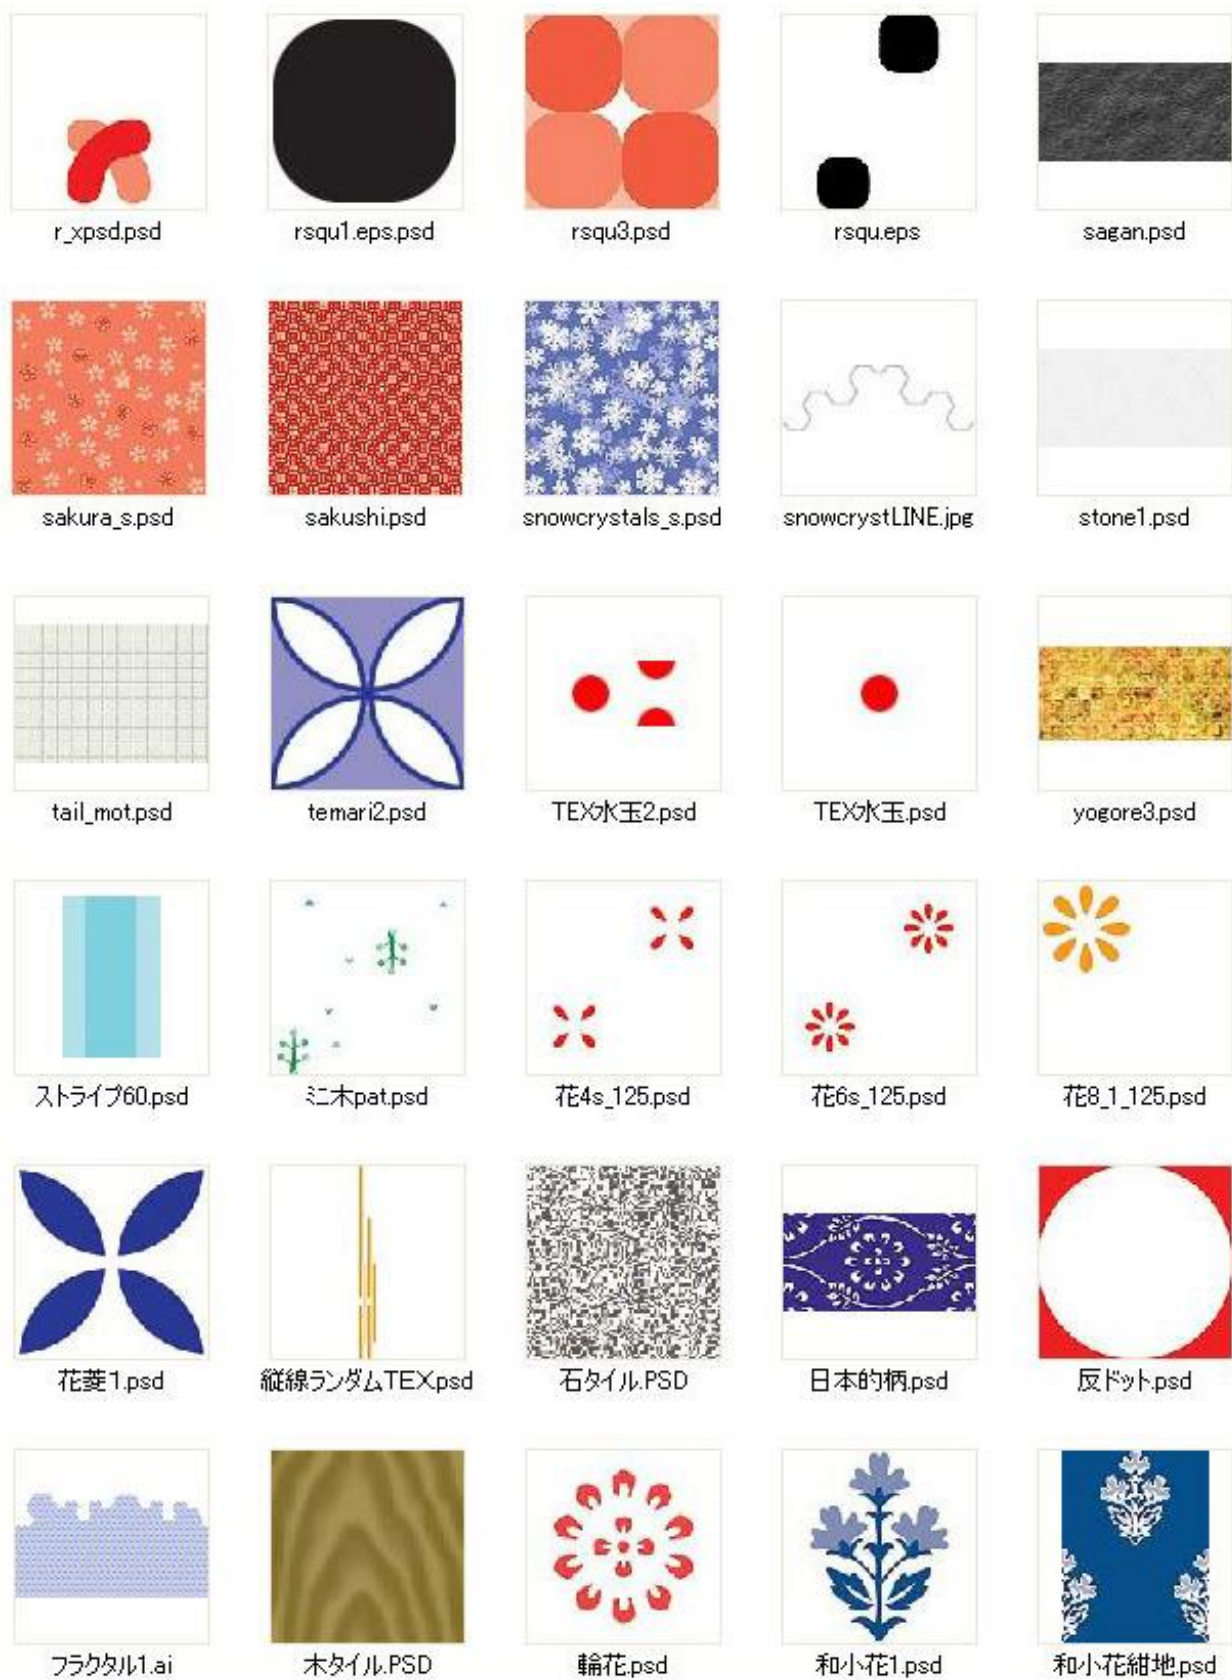 r_xpsd.psd
rsqu1.eps.psd
rsqu3.psd
rsqu.eps
sagan.psd
sakura_s.psd
sakushi.psd
snowcrystals_s.psd
snowcrystLINE.jpg
stone1.psd
tail_mot.psd
temari2.psd
TEX水玉2.psd
TEX水玉.psd
yogore3.psd
ストライプ60.psd
ミニ木pat.psd
花4s_125.psd
花6s_125.psd
花8_1_125.psd
花菱1.psd
縦線ランダムTEX.psd
石タイル.PSD
日本的柄.psd
反ドット.psd
フラクタル1.ai
木タイル.PSD
輪花.psd
和小花1.psd
和小花紺地.psd